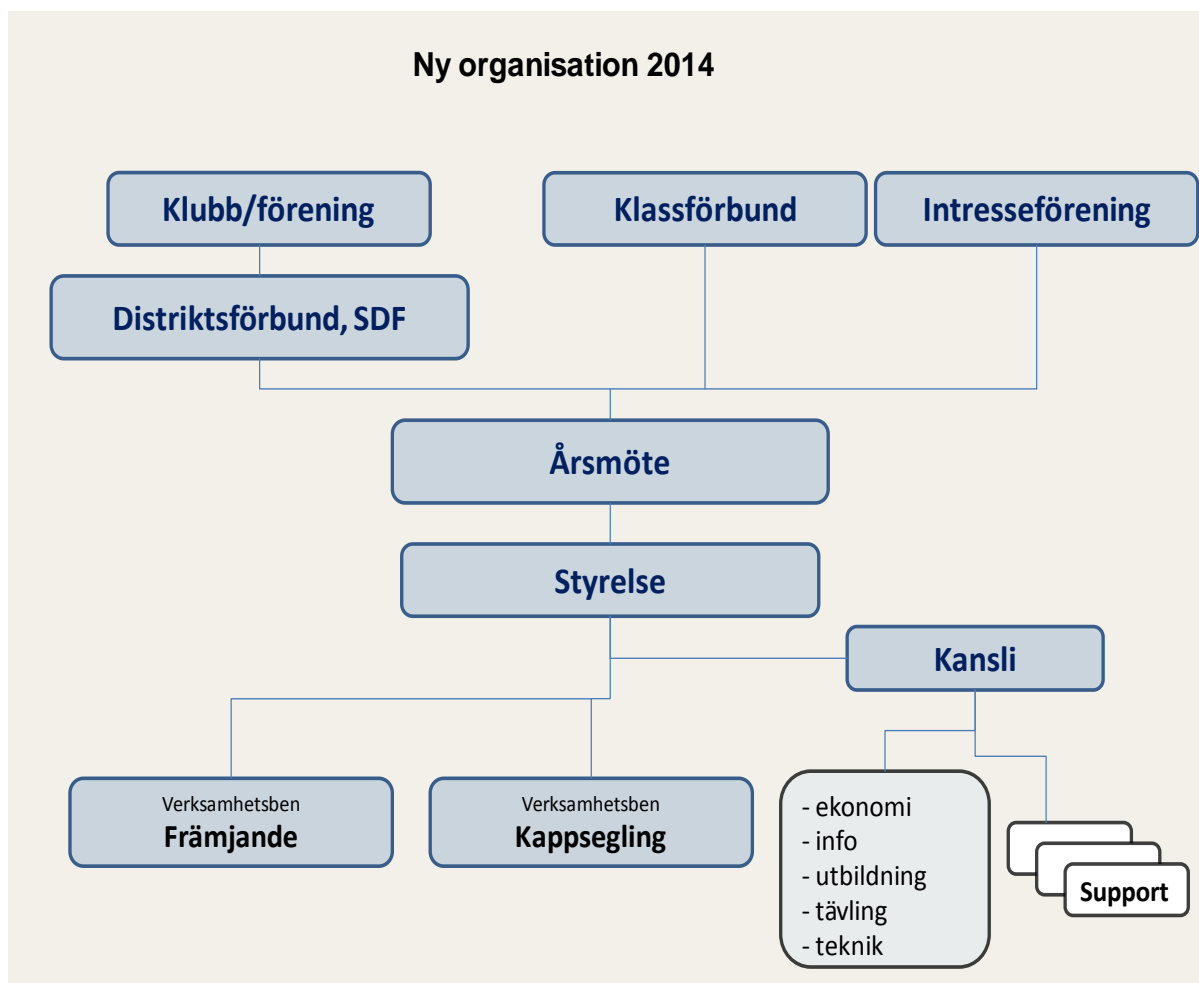 Ny organisation 2014
Klubb/förening
Klassförbund
Intresseförening
Distriktsförbund, SDF
Årsmöte
Styrelse
Kansli
Verksamhetsben
Främjande
Verksamhetsben
Kappsegling
- ekonomi
- info
- utbildning
- tävling
- teknik
Support